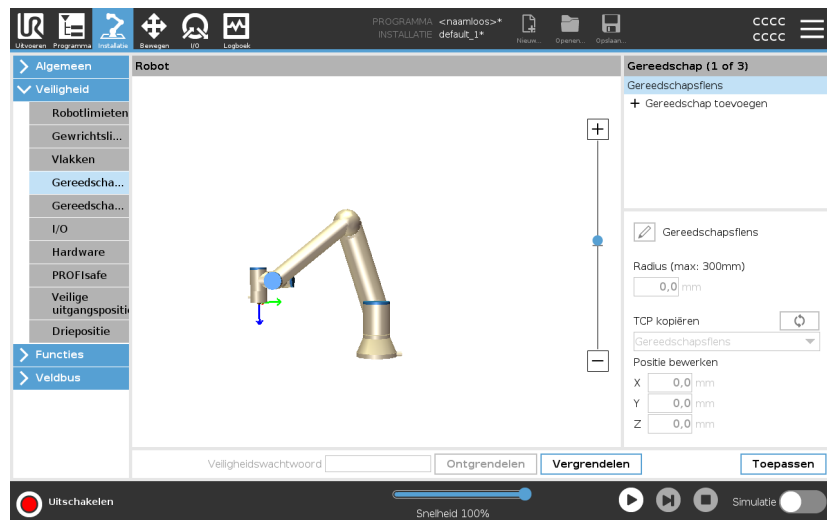 Uitvoeren
Programma
Installatie
Bewegen
I/O
Logboek
PROGRAMMA <naamloos>*
INSTALLATIE default_1*
Nieuw...
Openen...
Opslaan...
cccc
cccc
Algemeen
Veiligheid
Robotlimieten
Gewrichtsli...
Vlakken
Gereedscha...
Gereedscha...
I/O
Hardware
PROFIsafe
Veilige
uitgangspositi
Driepositie
Functies
Veldbus
Robot
Gereedschap (1 of 3)
Gereedschapsflens
+ Gereedschap toevoegen
Gereedschapsflens
Radius (max: 300mm)
0,0 mm
TCP kopiëren
Gereedschapsflens
Positie bewerken
X 0,0 mm
Y 0,0 mm
Z 0,0 mm
Veiligheidswachtwoord
Ontgrendelen
Vergrendelen
Toepassen
Uitschakelen
Snelheid 100%
Simulatie